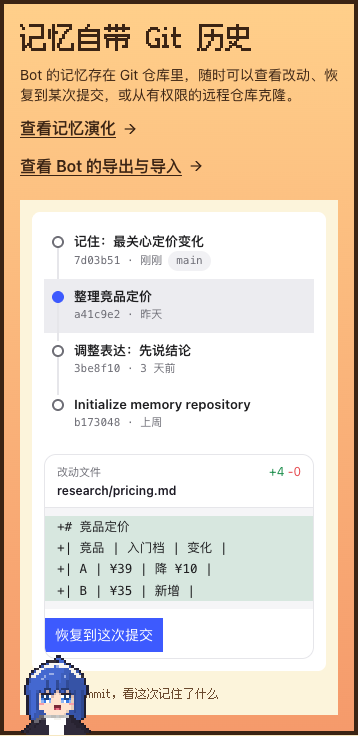 记忆自带 Git 历史
Bot 的记忆存在 Git 仓库里，随时可以查看改动、恢
复到某次提交，或从有权限的远程仓库克隆。
查看记忆演化 →
查看 Bot 的导出与导入 →
记住：最关心定价变化
7d03b51 · 刚刚 main
整理竞品定价
a41c9e2 · 昨天
调整表达：先说结论
3be8f10 · 3 天前
Initialize memory repository
b173048 · 上周
改动文件 +4 -0
research/pricing.md
+# 竞品定价
+| 竞品 | 入门档 | 变化 |
+| A | ¥39 | 降 ¥10 |
+| B | ¥35 | 新增 |
恢复到这次提交
mmit，看这次记住了什么